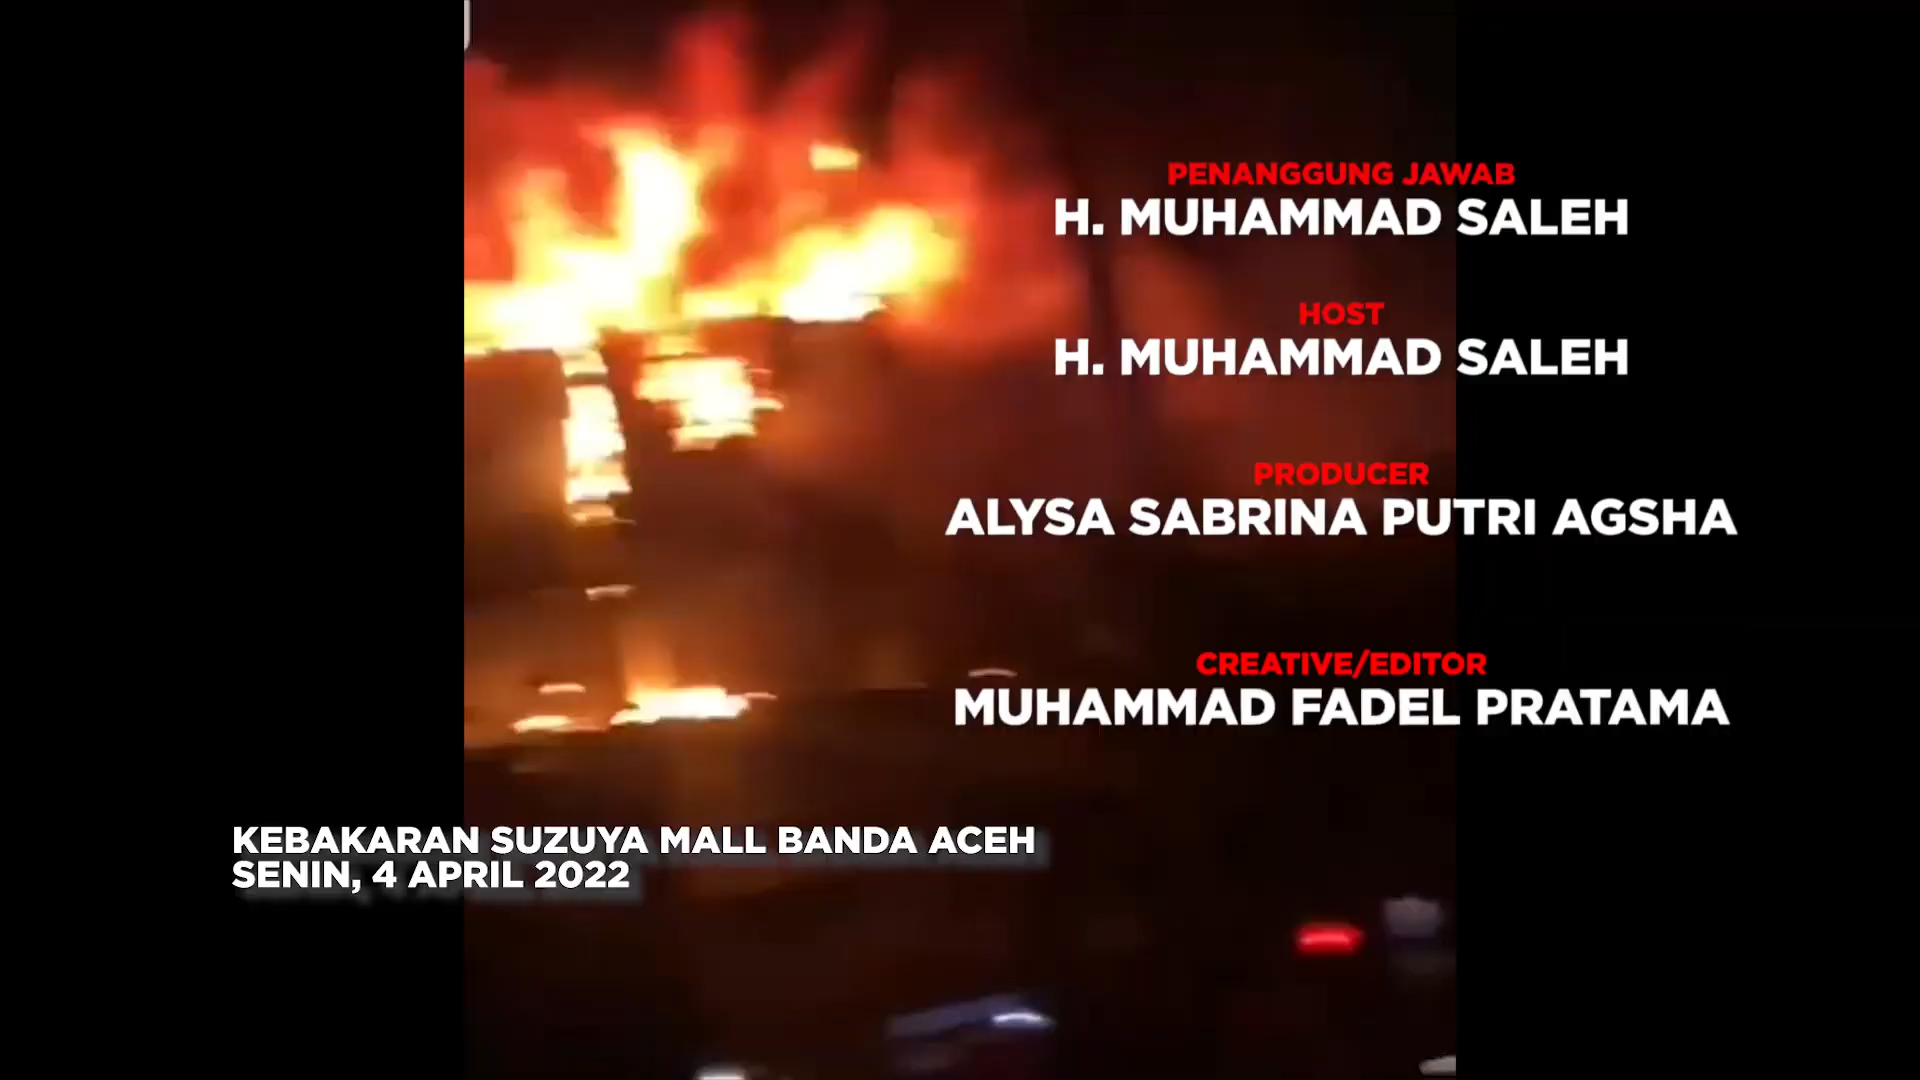 PENANGGUNG JAWAB
H. MUHAMMAD SALEH
HOST
H. MUHAMMAD SALEH
PRODUCER
ALYSA SABRINA PUTRI AGSHA
CREATIVE/EDITOR
MUHAMMAD FADEL PRATAMA
KEBAKARAN SUZUYA MALL BANDA ACEH
SENIN, 4 APRIL 2022